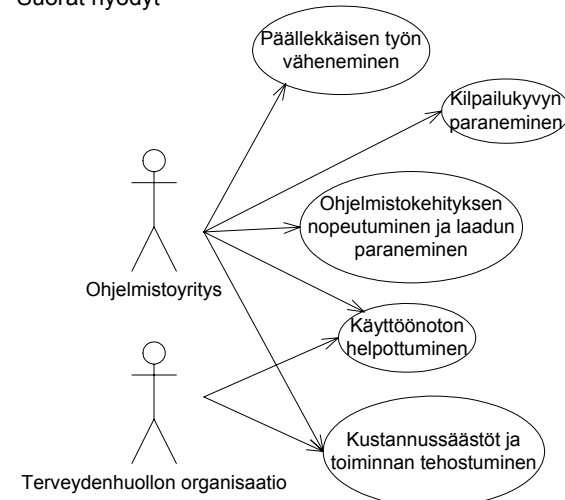 Suorat hyödyt
Päällekkäisen työn
väheneminen
Kilpailukyvyn
paraneminen
Ohjelmistokehityksen
nopeutuminen ja laadun
paraneminen
Ohjelmistoyritys
Käyttöönoton
helpottuminen
Kustannussäästöt ja
toiminnan tehostuminen
Terveydenhuollon organisaatio